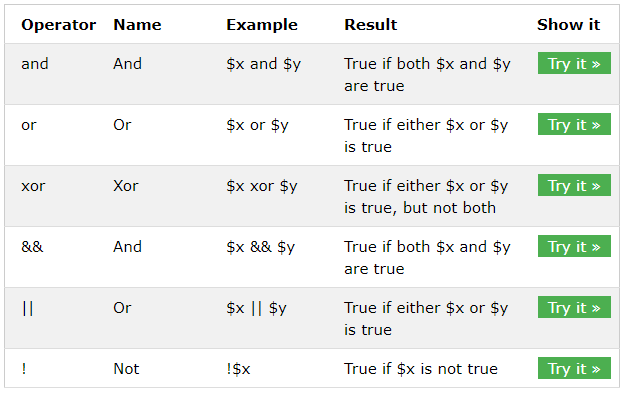 Operator Name Example Result Show it
and And $x and $y True if both $x and $y Try it »
are true
or Or $x or $y True if either $x or $y Try it »
is true
xor Xor $x xor $y True if either $x or $y Try it »
is true, but not both
&& And $x && $y True if both $x and $y Try it »
are true
|| Or $x || $y True if either $x or $y Try it »
is true
! Not !$x True if $x is not true Try it »